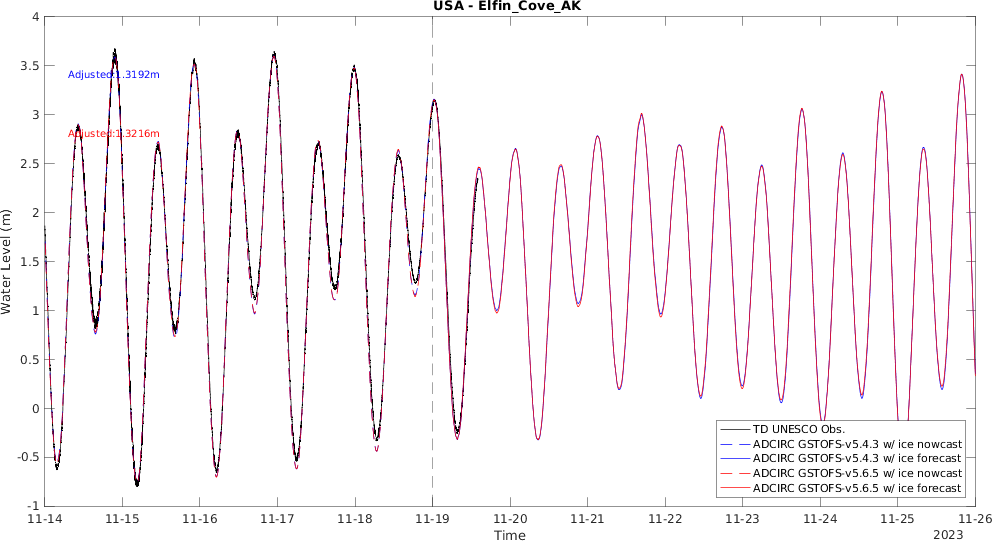 USA - Elfin_Cove_AK
4
3.5
3
2.5
2
1.5
1
0.5
0
-0.5
-1
Water Level (m)
Adjusted:1.3192m
Adjusted:1.3216m
TD UNESCO Obs.
ADCIRC GSTOFS-v5.4.3 w/ ice nowcast
ADCIRC GSTOFS-v5.4.3 w/ ice forecast
ADCIRC GSTOFS-v5.6.5 w/ ice nowcast
ADCIRC GSTOFS-v5.6.5 w/ ice forecast
11-14 11-15 11-16 11-17 11-18 11-19 11-20 11-21 11-22 11-23 11-24 11-25 11-26
Time
2023